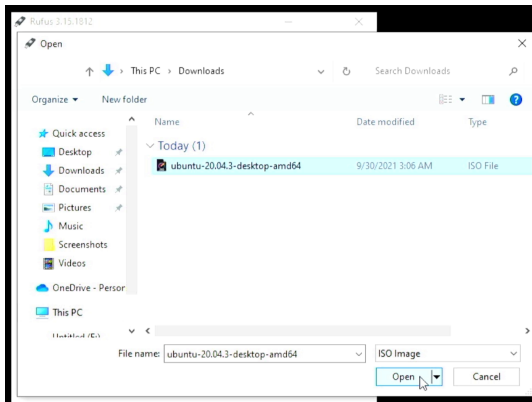 Rufus 3.15.1812
Open
This PC > Downloads
Search Downloads
Organize
New folder
Name
Date modified
Type
Quick access
Today (1)
Desktop
ubuntu-20.04.3-desktop-amd64
9/30/2021 3:06 AM
ISO File
Downloads
Documents
Pictures
Music
Screenshots
Videos
OneDrive - Person
This PC
Untitled (F:)
File name:
ubuntu-20.04.3-desktop-amd64
ISO Image
Open
Cancel